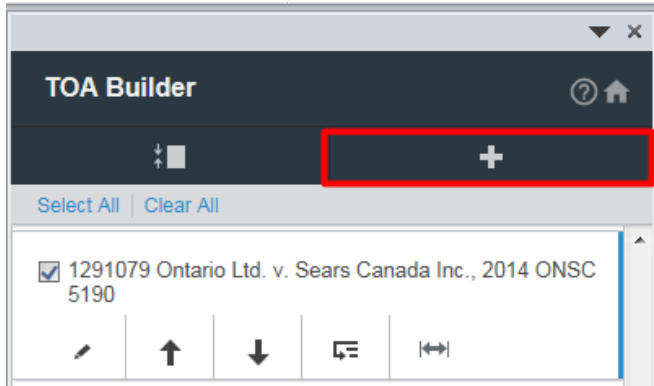 TOA Builder
Select All | Clear All
1291079 Ontario Ltd. v. Sears Canada Inc., 2014 ONSC
5190